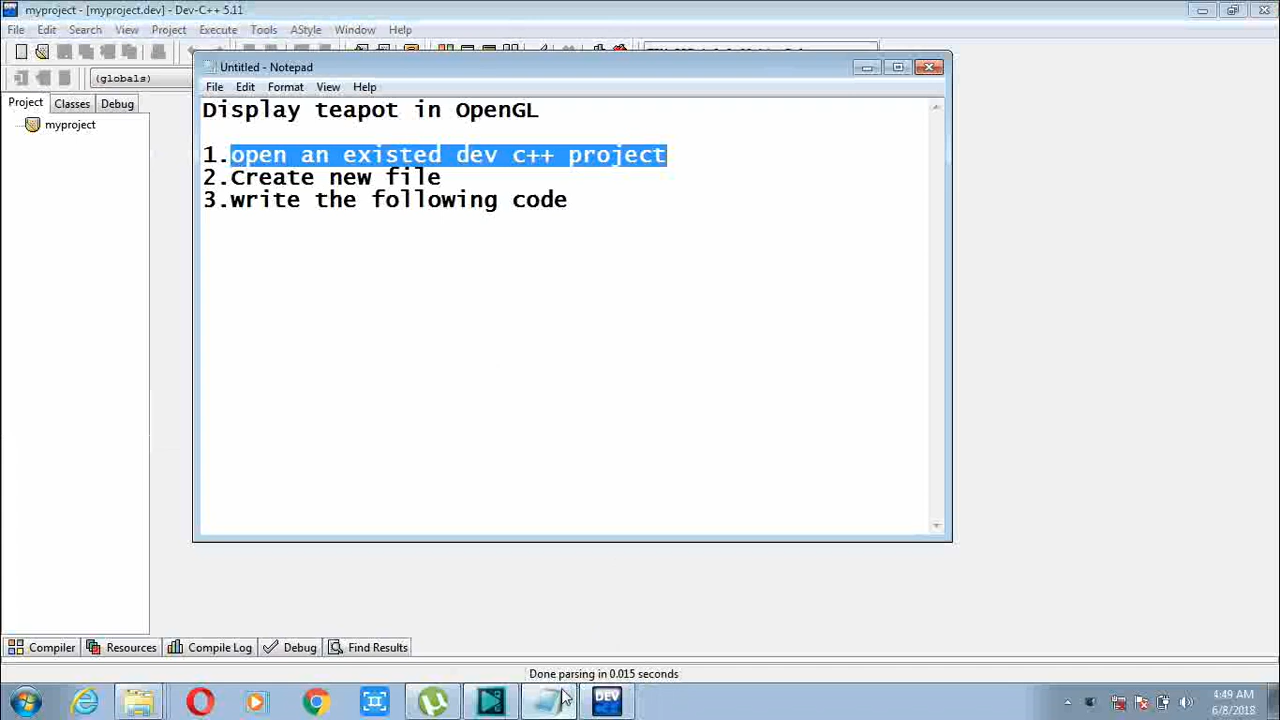 myproject - [myproject.dev] - Dev-C++ 5.11
File Edit Search View Project Execute Tools AStyle Window Help
(globals)
Untitled - Notepad
File Edit Format View Help
Project Classes Debug
myproject
Display teapot in OpenGL
1.open an existed dev c++ project
2.Create new file
3.write the following code
Compiler Resources Compile Log Debug Find Results
Done parsing in 0.015 seconds
DEV
4:49 AM
6/8/2018